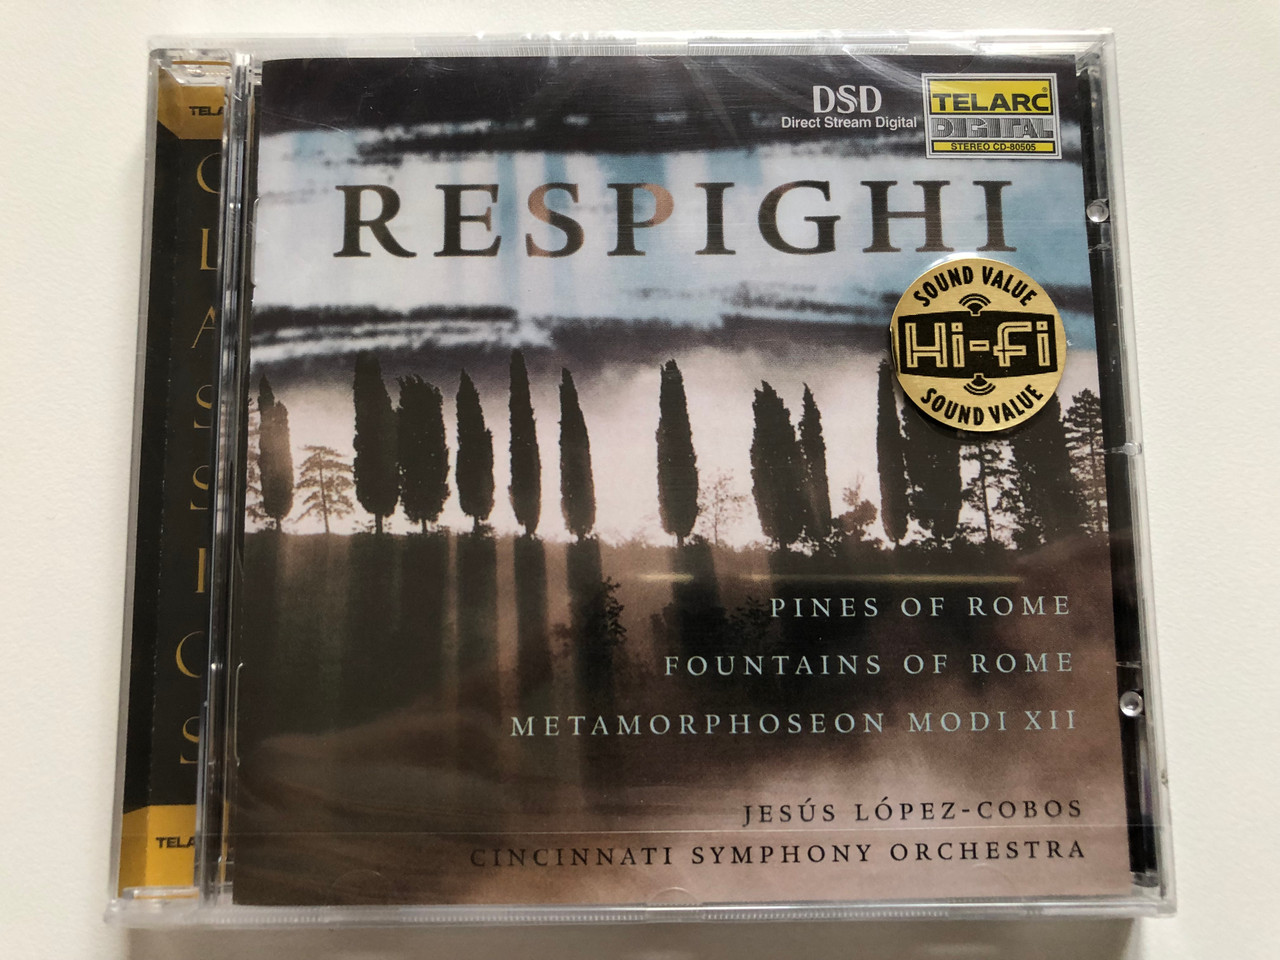 DSD
Direct Stream Digital
TELARC®
DIGITAL
STEREO CD-80505
RESPIGHI
SOUND VALUE
Hi-Fi
SOUND VALUE
PINES OF ROME
FOUNTAINS OF ROME
METAMORPHOSEON MODI XII
JESÚS LÓPEZ-COBOS
CINCINNATI SYMPHONY ORCHESTRA
CLASSICS